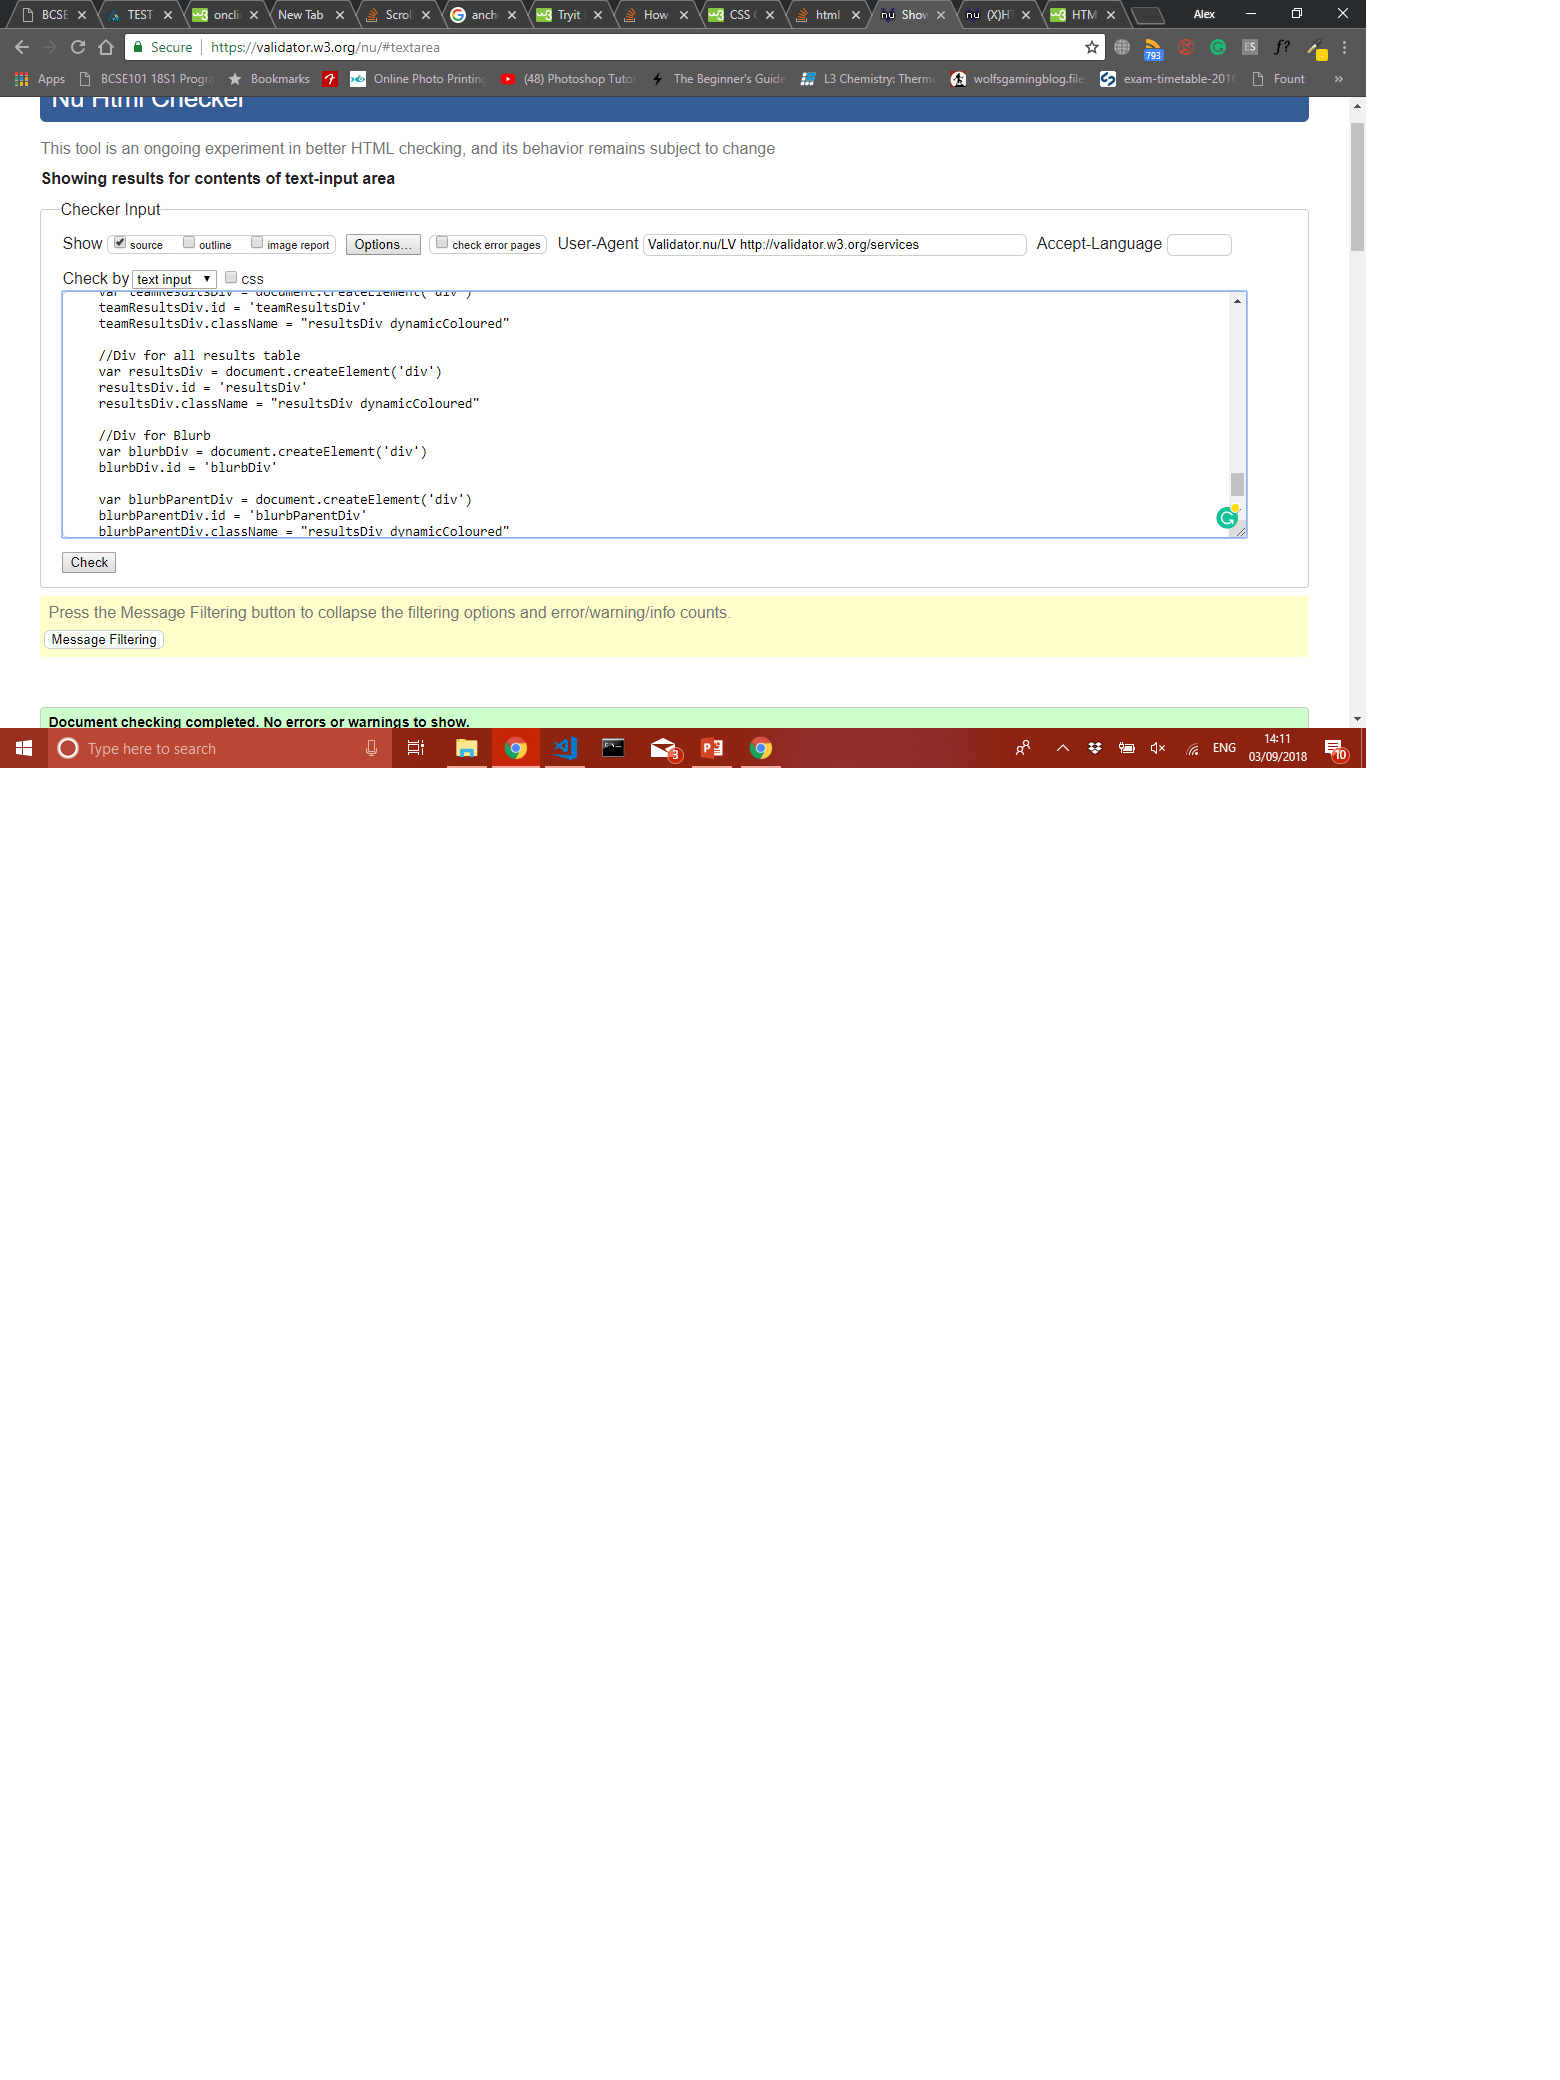 BCSE TEST oncli New Tab Scrol anch Tryit How CSS html Show (X)HT HTM Alex
Secure https://validator.w3.org/nu/#textarea 793 ES f?
Apps BCSE101 18S1 Progra Bookmarks Online Photo Printing (48) Photoshop Tutor The Beginner's Guide L3 Chemistry: Thermo wolfsgamingblog.file exam-timetable-2016 Fount »
Nu Html Checker
This tool is an ongoing experiment in better HTML checking, and its behavior remains subject to change
Showing results for contents of text-input area
Checker Input
Show source outline image report Options... check error pages User-Agent Validator.nu/LV http://validator.w3.org/services Accept-Language
Check by text input css
var teamResultsDiv = document.createElement('div')
teamResultsDiv.id = 'teamResultsDiv'
teamResultsDiv.className = "resultsDiv dynamicColoured"
//Div for all results table
var resultsDiv = document.createElement('div')
resultsDiv.id = 'resultsDiv'
resultsDiv.className = "resultsDiv dynamicColoured"
//Div for Blurb
var blurbDiv = document.createElement('div')
blurbDiv.id = 'blurbDiv'
var blurbParentDiv = document.createElement('div')
blurbParentDiv.id = 'blurbParentDiv'
blurbParentDiv.className = "resultsDiv dynamicColoured"
Check
Press the Message Filtering button to collapse the filtering options and error/warning/info counts.
Message Filtering
Document checking completed. No errors or warnings to show.
Type here to search 3 ENG 14:11
03/09/2018 10